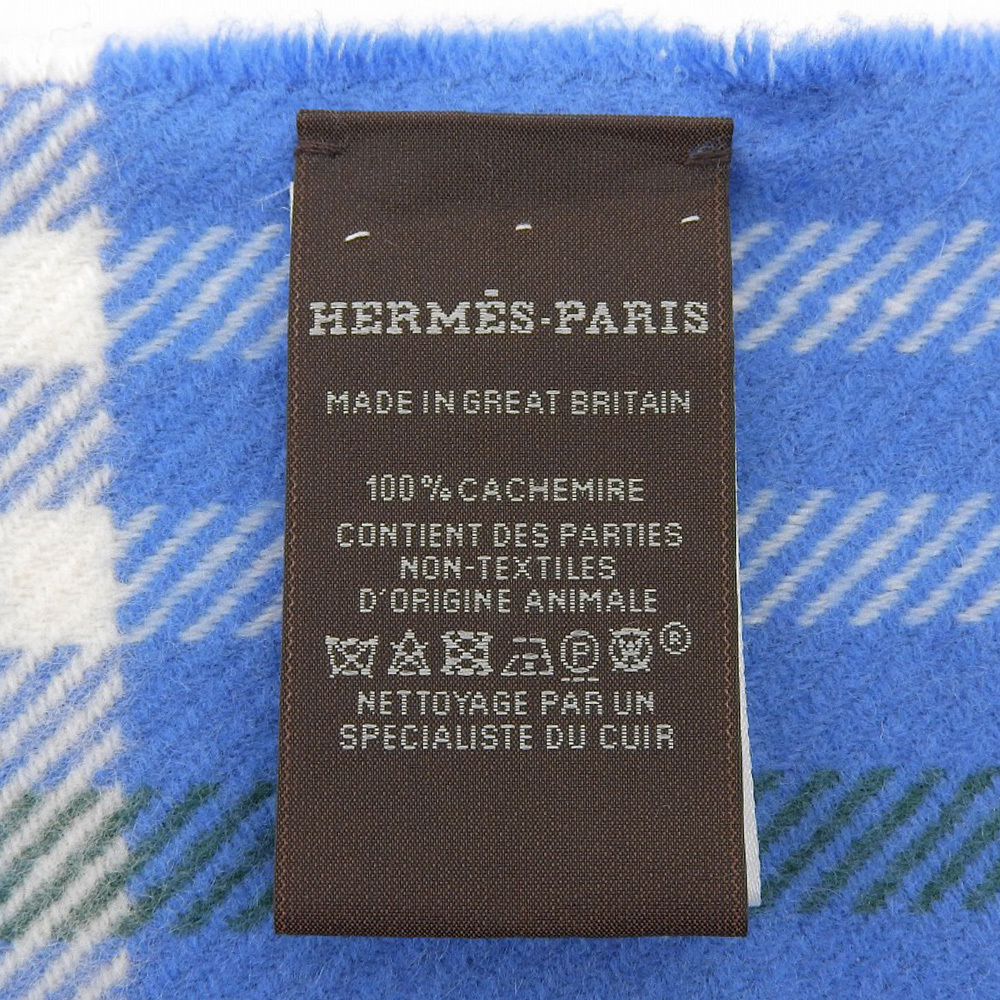 HERMÈS-PARIS
MADE IN GREAT BRITAIN
100% CACHEMIRE
CONTIENT DES PARTIES
NON-TEXTILES
D'ORIGINE ANIMALE
P W ®
NETTOYAGE PAR UN
SPECIALISTE DU CUIR